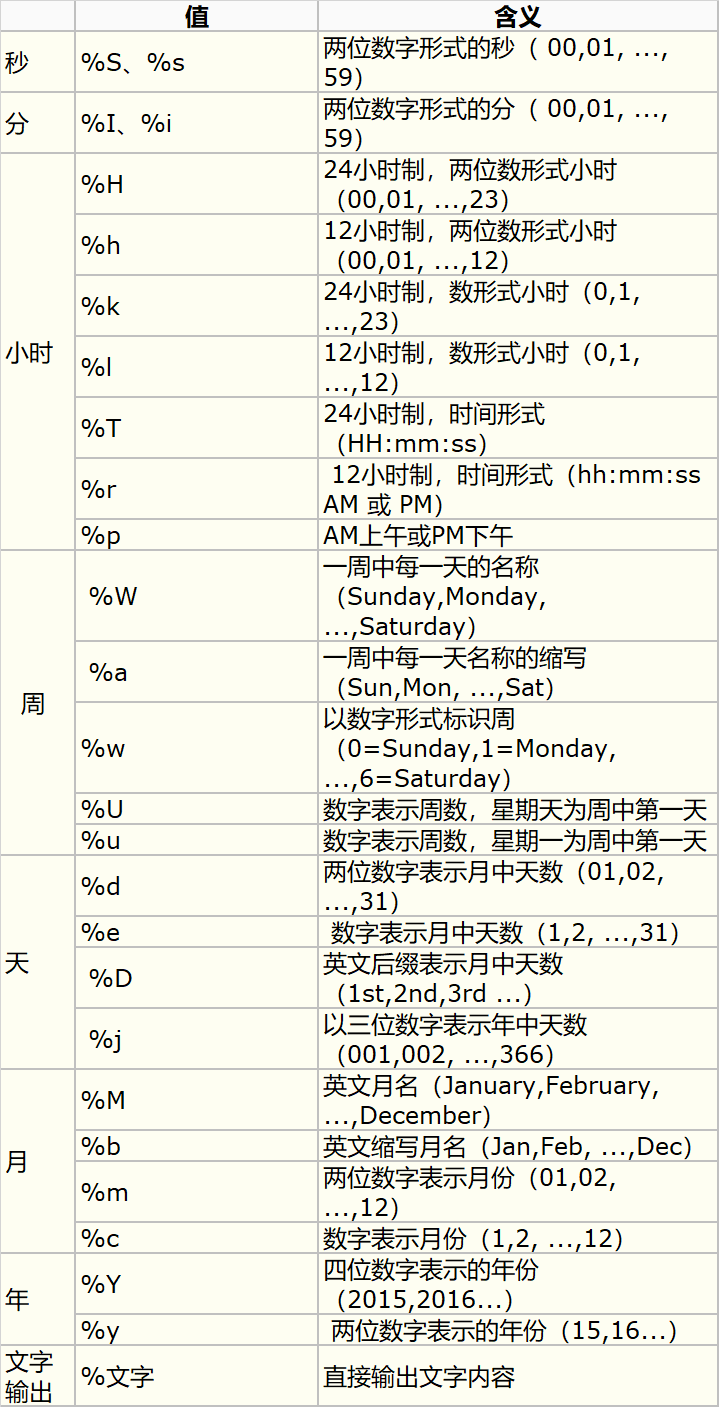 值 含义
秒 %S、%s 两位数字形式的秒（ 00,01, ...,
59）
分 %I、%i 两位数字形式的分（ 00,01, ...,
59）
小时
%H 24小时制，两位数形式小时
（00,01, ...,23）
%h 12小时制，两位数形式小时
（00,01, ...,12）
%k 24小时制，数形式小时（0,1,
...,23）
%l 12小时制，数形式小时（0,1,
...,12）
%T 24小时制，时间形式
（HH:mm:ss）
%r 12小时制，时间形式（hh:mm:ss
AM 或 PM）
%p AM上午或PM下午
周
%W 一周中每一天的名称
（Sunday,Monday,
...,Saturday）
%a 一周中每一天名称的缩写
（Sun,Mon, ...,Sat）
%w 以数字形式标识周
（0=Sunday,1=Monday,
...,6=Saturday）
%U 数字表示周数，星期天为周中第一天
%u 数字表示周数，星期一为周中第一天
天
%d 两位数字表示月中天数（01,02,
...,31）
%e 数字表示月中天数（1,2, ...,31）
%D 英文后缀表示月中天数
（1st,2nd,3rd ...）
%j 以三位数字表示年中天数
（001,002, ...,366）
月
%M 英文月名（January,February,
...,December）
%b 英文缩写月名（Jan,Feb, ...,Dec）
%m 两位数字表示月份（01,02,
...,12）
%c 数字表示月份（1,2, ...,12）
年
%Y 四位数字表示的年份
（2015,2016...）
%y 两位数字表示的年份（15,16...）
文字
输出
%文字 直接输出文字内容